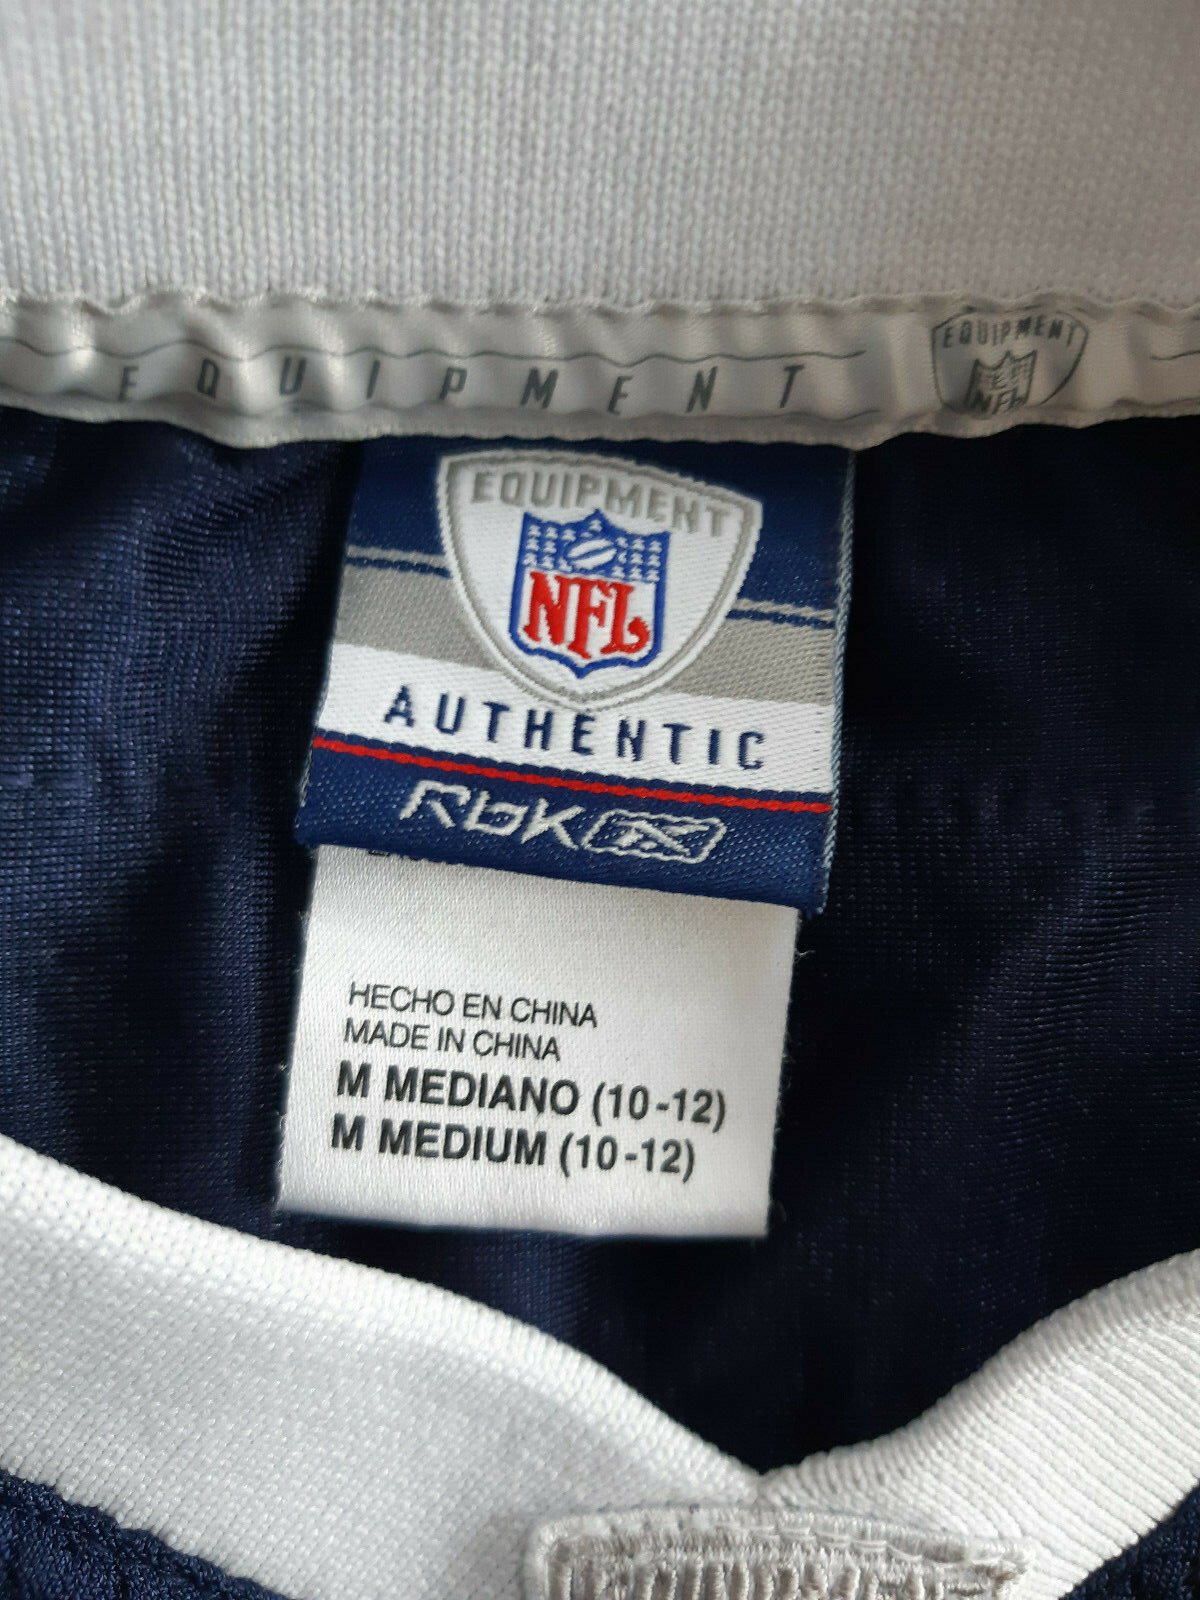 EQUIPMENT
EQUIPMENT
NFL
EQUIPMENT
NFL
AUTHENTIC
RbK
HECHO EN CHINA
MADE IN CHINA
M MEDIANO (10-12)
M MEDIUM (10-12)